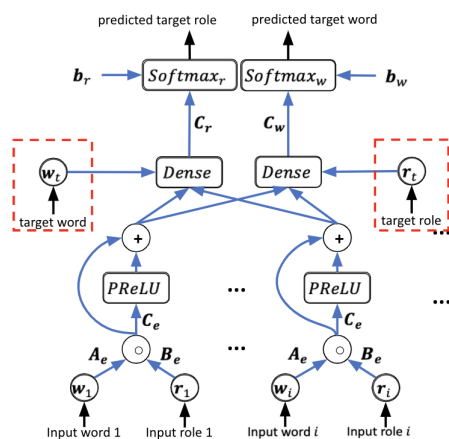 predicted target role predicted target word
b_r Softmax_r Softmax_w b_w
C_r C_w
w_t Dense Dense r_t
target word target role
+ + ...
PReLU ... PReLU ...
C_e C_e
...
A_e B_e A_e B_e
w_1 r_1 w_i r_i
Input word 1 Input role 1 Input word i Input role i